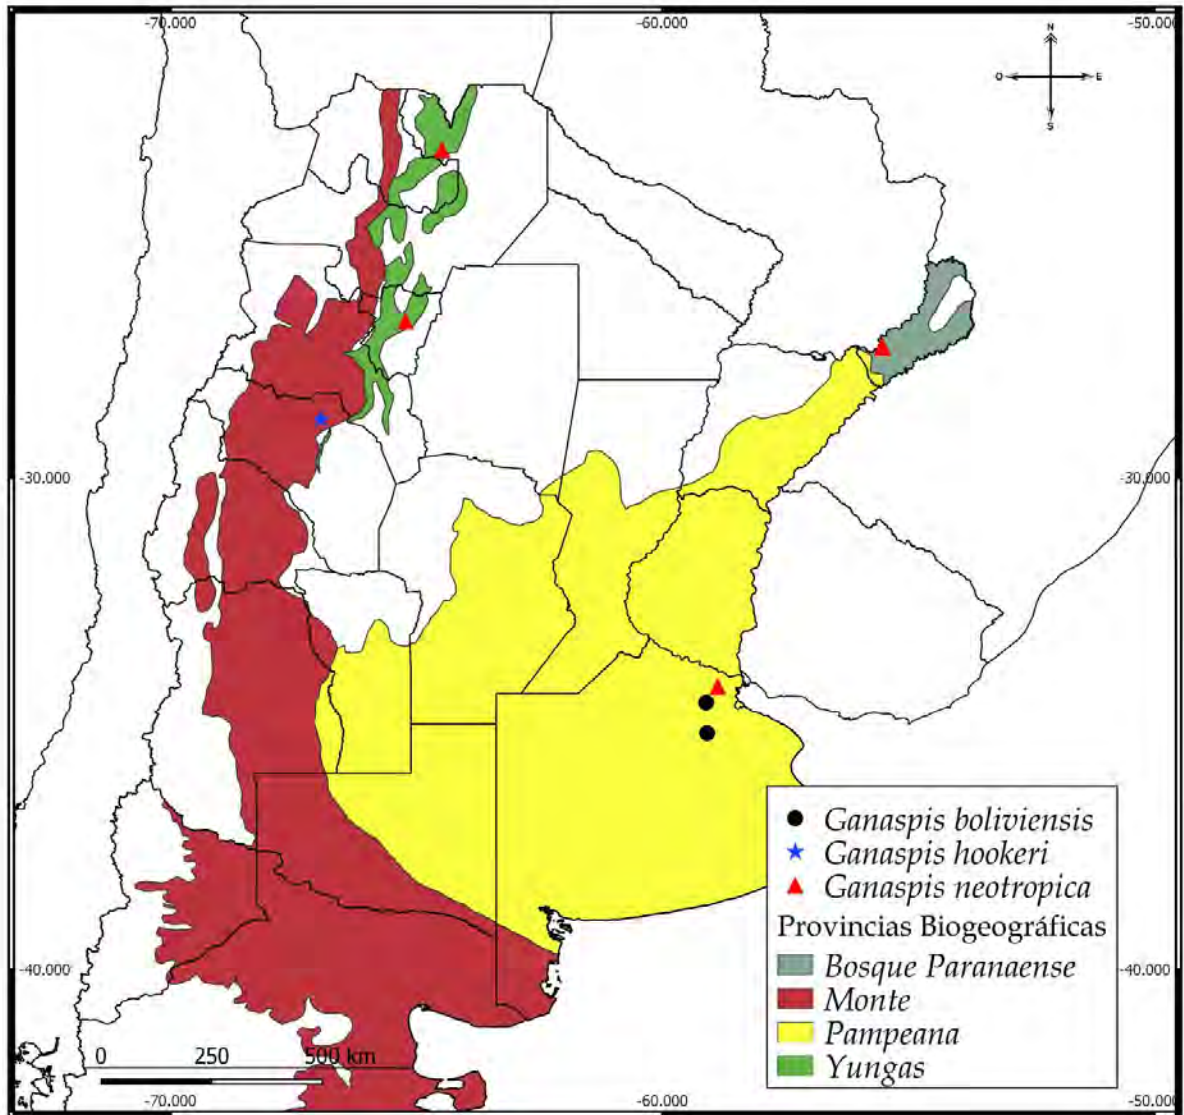 -70.000
-60.000
-50.000
N
O
E
S
-30.000
-30.000
Ganaspis boliviensis
Ganaspis hookeri
Ganaspis neotropica
Provincias Biogeográficas
Bosque Paranaense
Monte
Pampeana
Yungas
-40.000
-40.000
0 250 500 km
-70.000
-60.000
-50.000